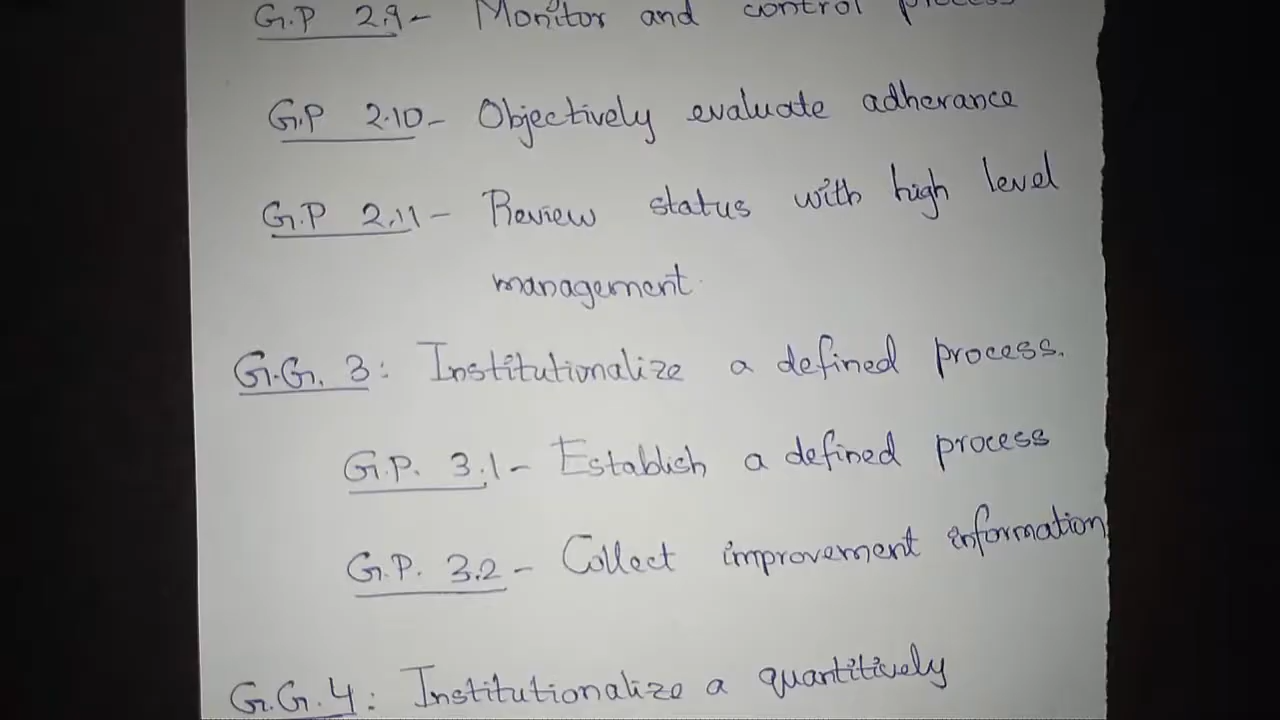 G.P 2.9- Monitor and control process
G.P 2.10- Objectively evaluate adherance
G.P 2.11- Review status with high level
management.
G.G. 3: Institutionalize a defined process.
G.P. 3.1- Establish a defined process
G.P. 3.2- Collect improvement information
G.G. 4: Institutionalize a quantitively